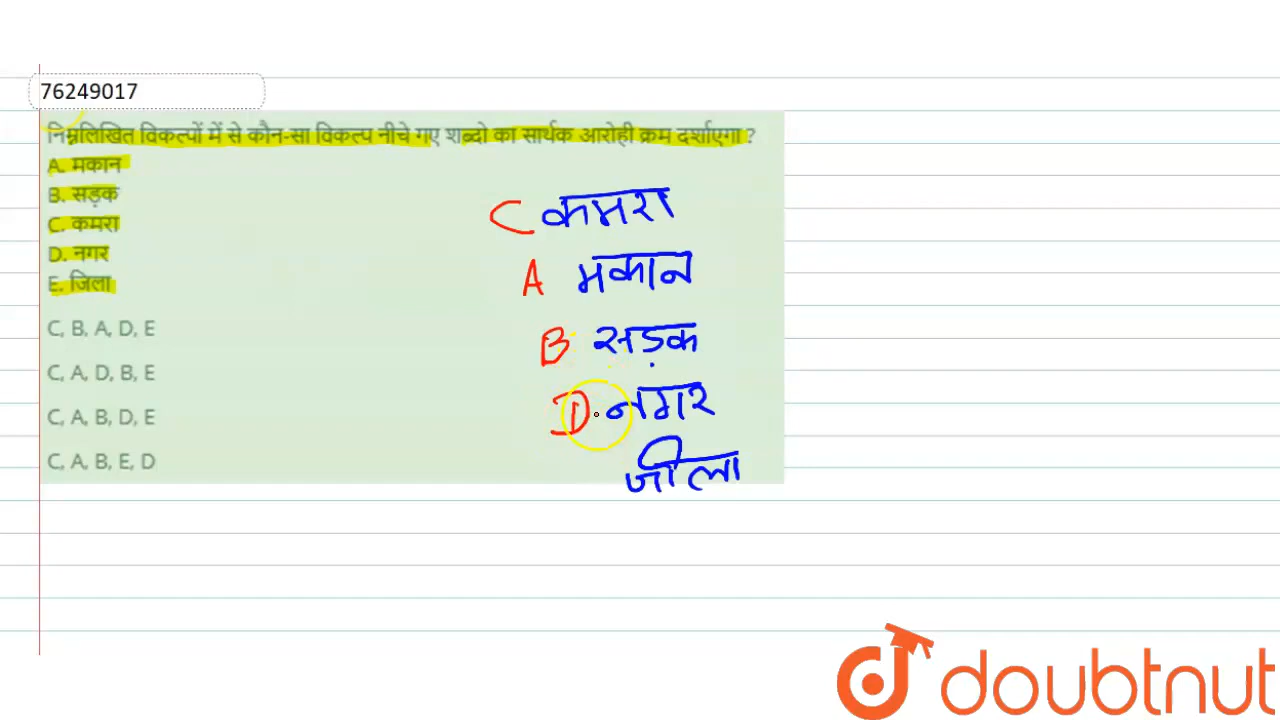 76249017
निम्नलिखित विकल्पों में से कौन-सा विकल्प नीचे गए शब्दो का सार्थक आरोही क्रम दर्शाएगा ?
A. मकान
B. सड़क
C. कमरा
D. नगर
E. जिला
C, B, A, D, E
C, A, D, B, E
C, A, B, D, E
C, A, B, E, D
C कमरा
A मकान
B सड़क
D नगर
जीला
doubtnut